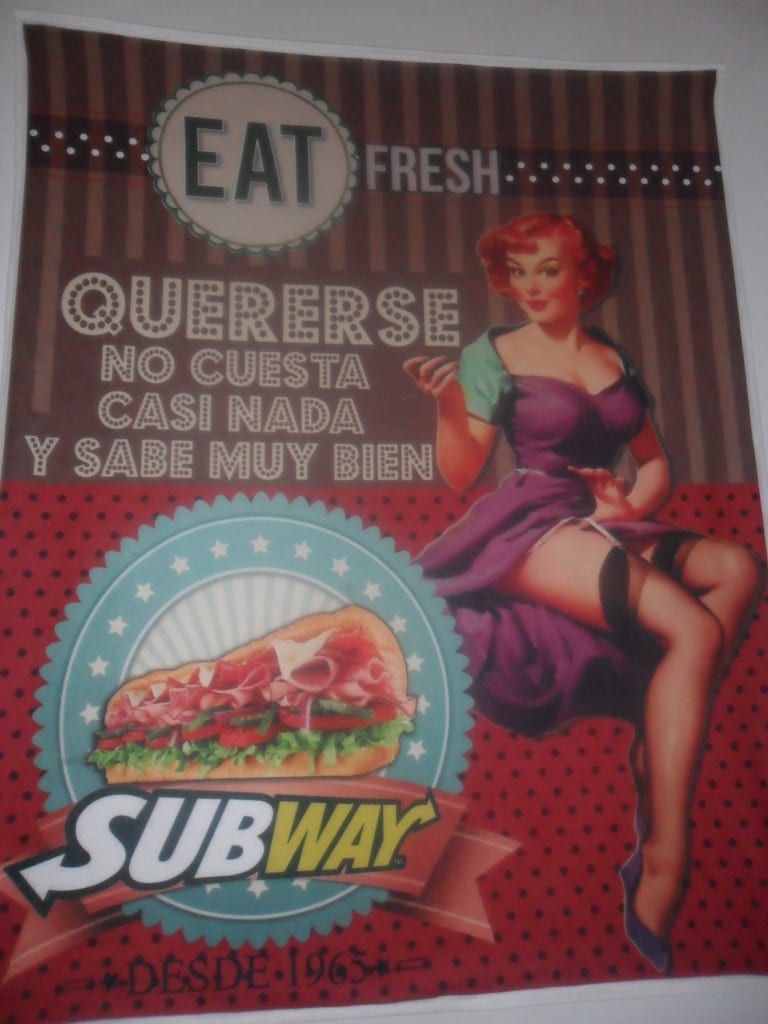 EAT FRESH
QUERERSE
NO CUESTA
CASI NADA
Y SABE MUY BIEN
SUBWAY
DESDE·1965